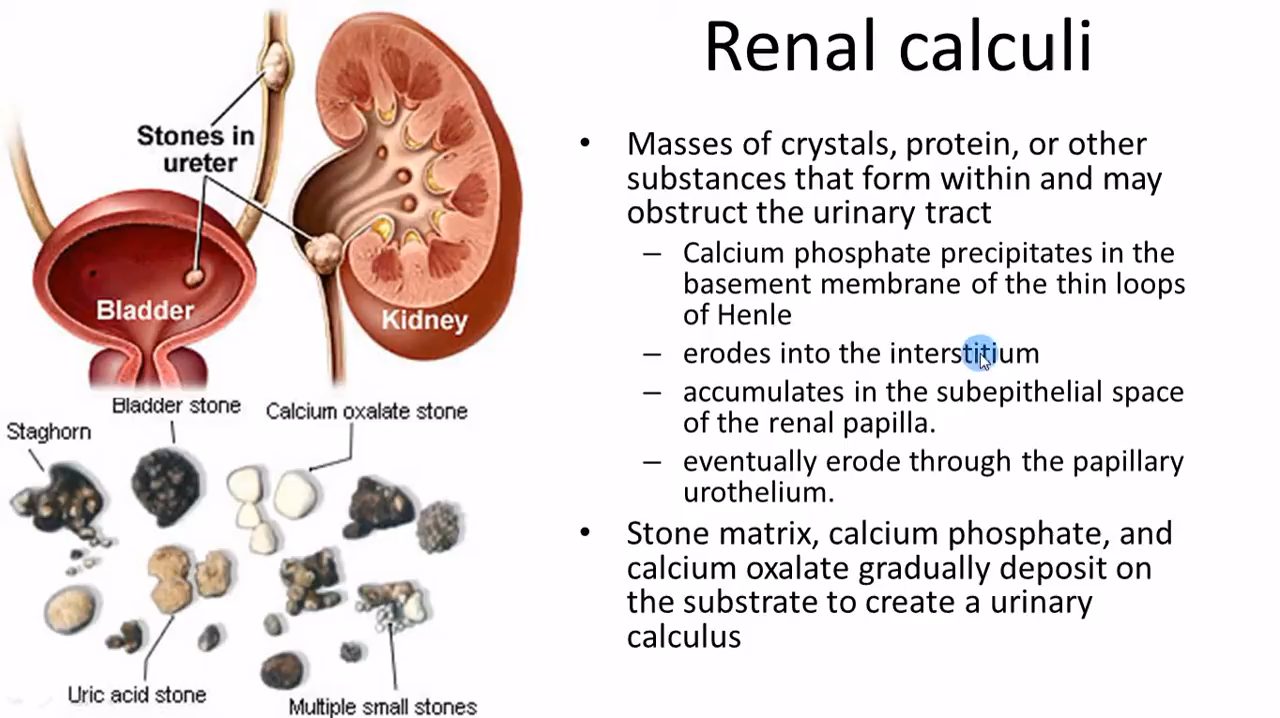 Renal calculi
Stones in
ureter
Bladder
Kidney
Bladder stone
Calcium oxalate stone
Staghorn
Uric acid stone
Multiple small stones
• Masses of crystals, protein, or other
substances that form within and may
obstruct the urinary tract
– Calcium phosphate precipitates in the
basement membrane of the thin loops
of Henle
– erodes into the interstitium
– accumulates in the subepithelial space
of the renal papilla.
– eventually erode through the papillary
urothelium.
• Stone matrix, calcium phosphate, and
calcium oxalate gradually deposit on
the substrate to create a urinary
calculus